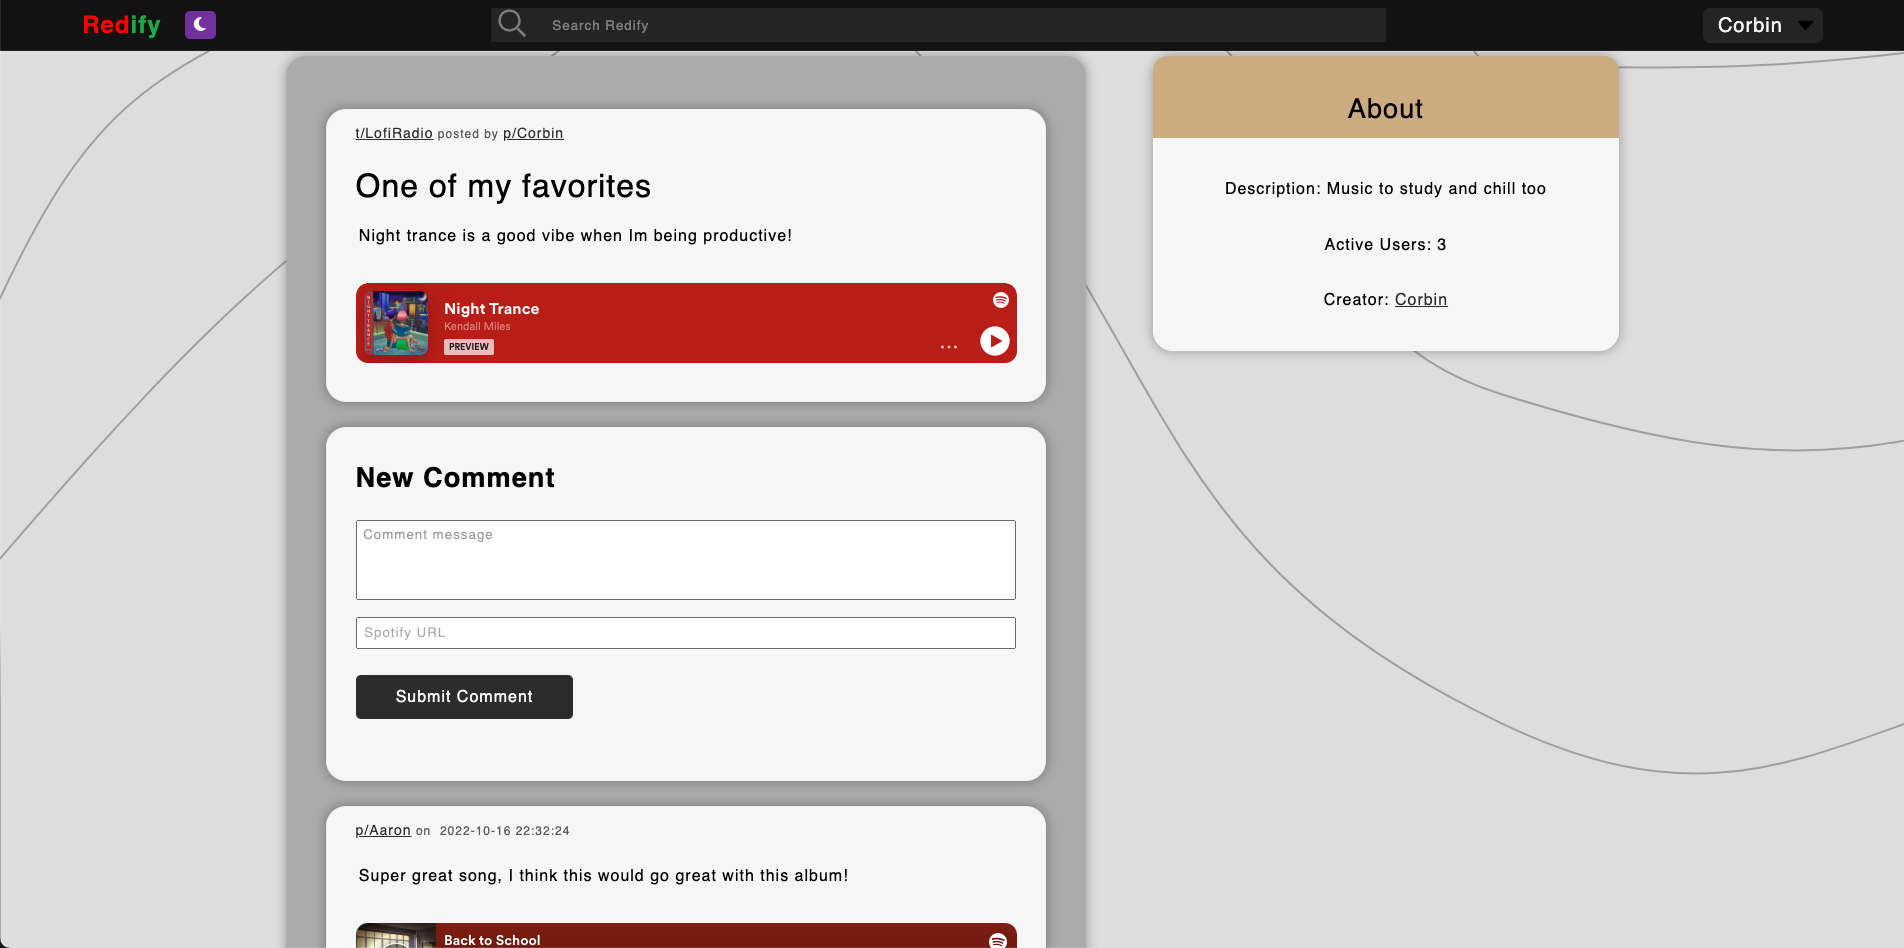 Redify
Search Redify
Corbin
t/LofiRadio posted by p/Corbin
One of my favorites
Night trance is a good vibe when Im being productive!
Night Trance
Kendall Miles
PREVIEW
New Comment
Comment message
Spotify URL
Submit Comment
p/Aaron on 2022-10-16 22:32:24
Super great song, I think this would go great with this album!
Back to School
About
Description: Music to study and chill too
Active Users: 3
Creator: Corbin